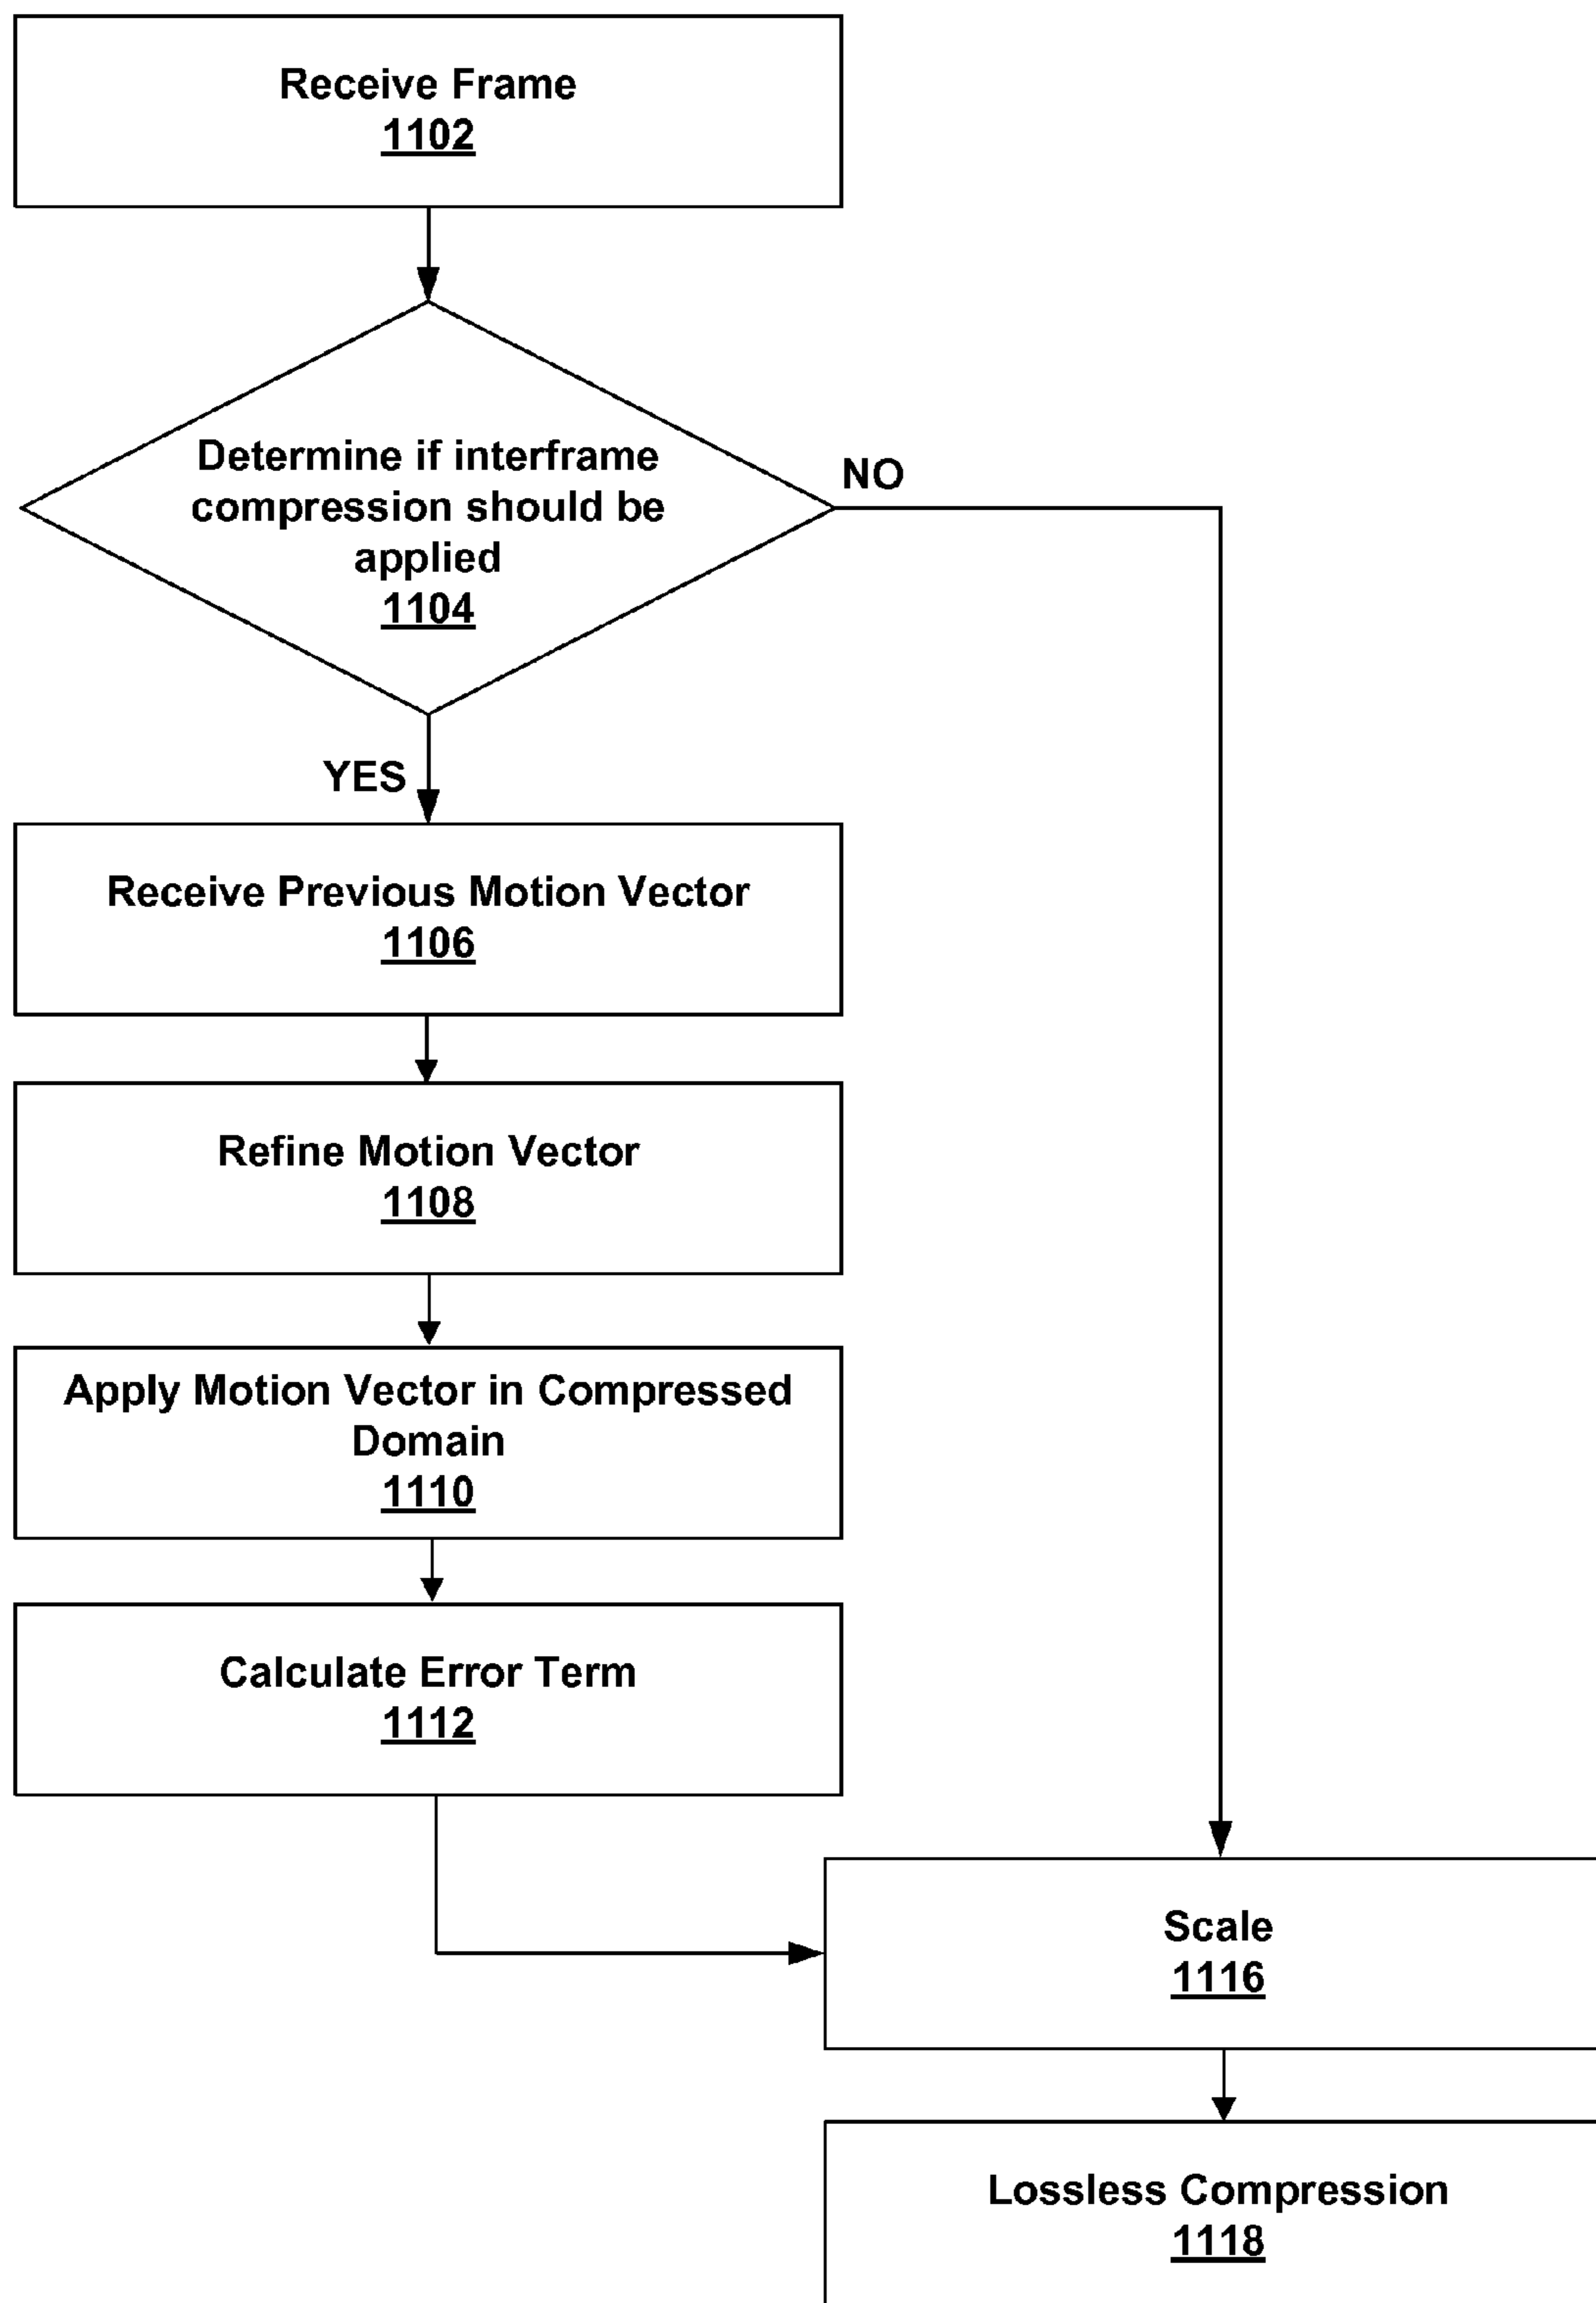 Receive Frame
1102
Determine if interframe
compression should be
applied
1104
NO
YES
Receive Previous Motion Vector
1106
Refine Motion Vector
1108
Apply Motion Vector in Compressed
Domain
1110
Calculate Error Term
1112
Scale
1116
Lossless Compression
1118